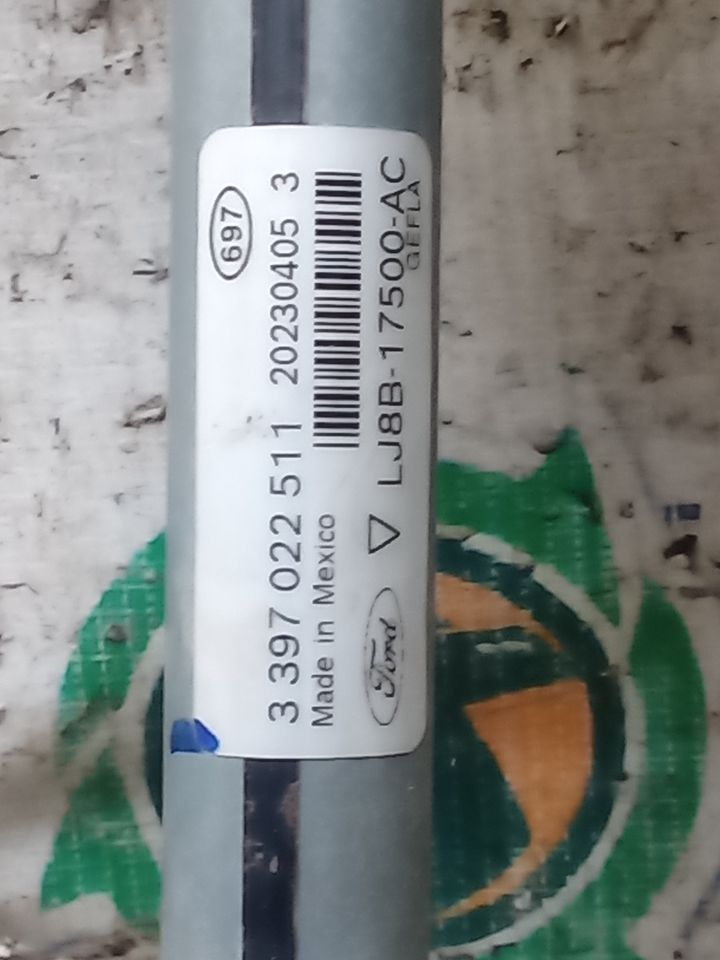 697
3 397 022 511 20230405 3
Made in Mexico
Ford LJ8B-17500-AC
GEFLA